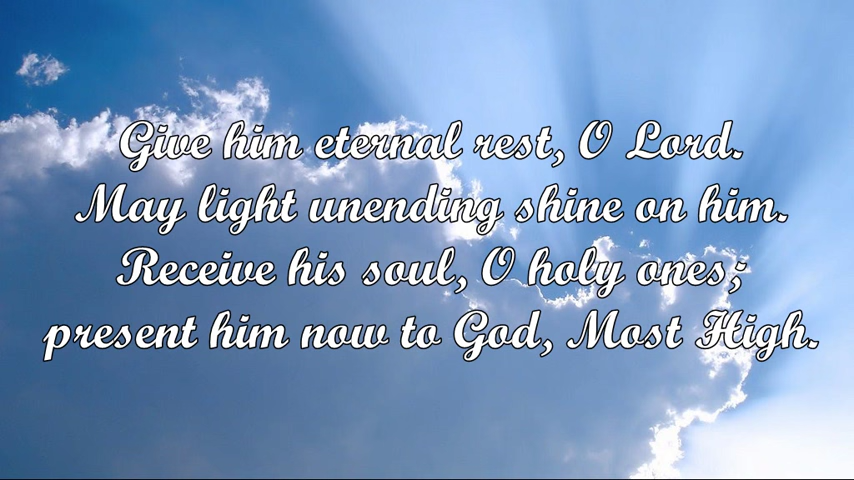 Give him eternal rest, O Lord.
May light unending shine on him.
Receive his soul, O holy ones;
present him now to God, Most High.